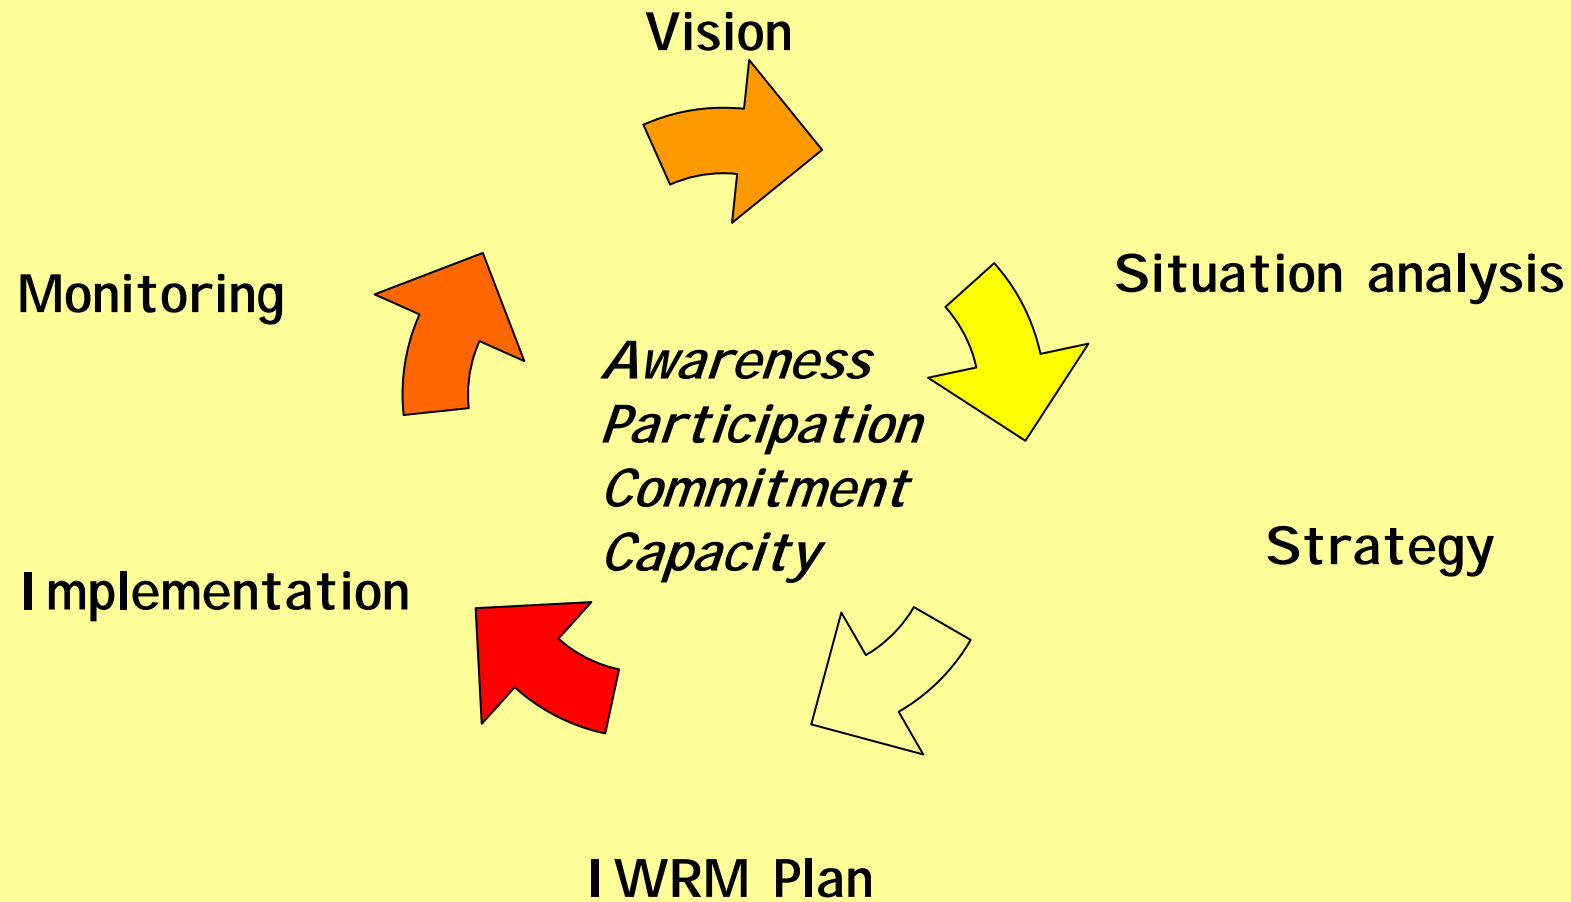 Vision
Situation analysis
Monitoring
Awareness
Participation
Commitment
Capacity
Strategy
Implementation
IWRM Plan